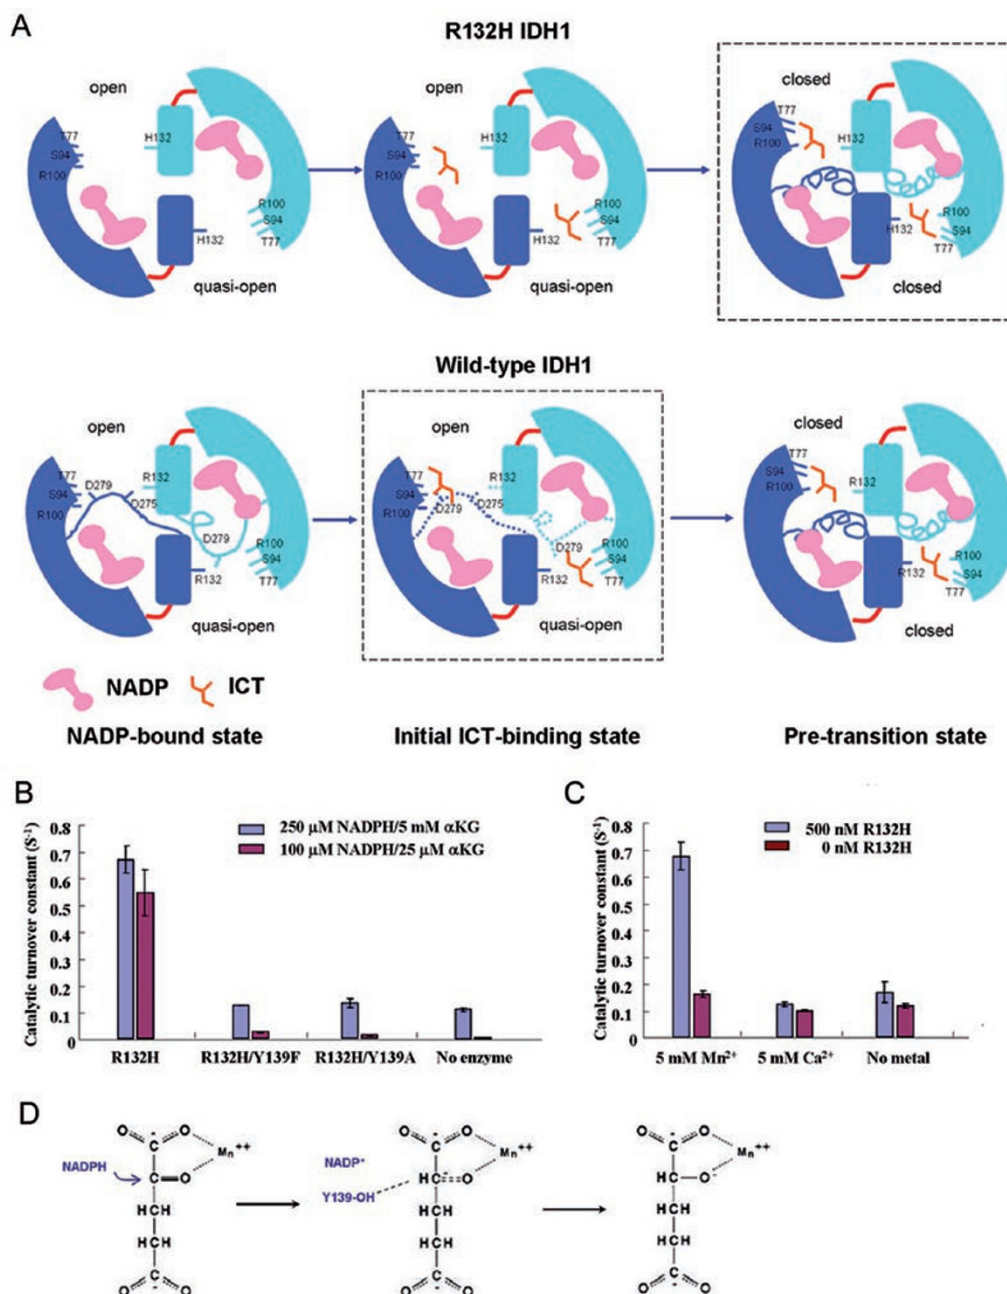 A
R132H IDH1
open
T77
S94
R100
H132
R100
S94
T77
H132
quasi-open
open
T77
S94
R100
H132
R100
S94
T77
H132
quasi-open
closed
T77
S94
R100
H132
R100
S94
T77
H132
closed
Wild-type IDH1
open
T77
D279
S94
D275
R100
R132
D279
R100
S94
T77
R132
quasi-open
open
T77
S94
D279
D275
R100
R132
D279
R100
S94
T77
R132
quasi-open
closed
T77
S94
R100
R132
R100
S94
T77
R132
closed
NADP
ICT
NADP-bound state
Initial ICT-binding state
Pre-transition state
B
Catalytic turnover constant (S⁻¹)
0.8
0.7
0.6
0.5
0.4
0.3
0.2
0.1
0
250 µM NADPH/5 mM αKG
100 µM NADPH/25 µM αKG
R132H
R132H/Y139F
R132H/Y139A
No enzyme
C
Catalytic turnover constant (S⁻¹)
0.8
0.7
0.6
0.5
0.4
0.3
0.2
0.1
0
500 nM R132H
0 nM R132H
5 mM Mn²⁺
5 mM Ca²⁺
No metal
D
O C O
Mn⁺⁺
NADPH
C O
HCH
HCH
C
O O
O C O
Mn⁺⁺
NADP⁺
HC O
Y139-OH
HCH
HCH
C
O O
O C O
Mn⁺⁺
HC O⁻
HCH
HCH
C
O O